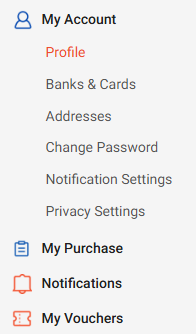 My Account
Profile
Banks & Cards
Addresses
Change Password
Notification Settings
Privacy Settings
My Purchase
Notifications
My Vouchers